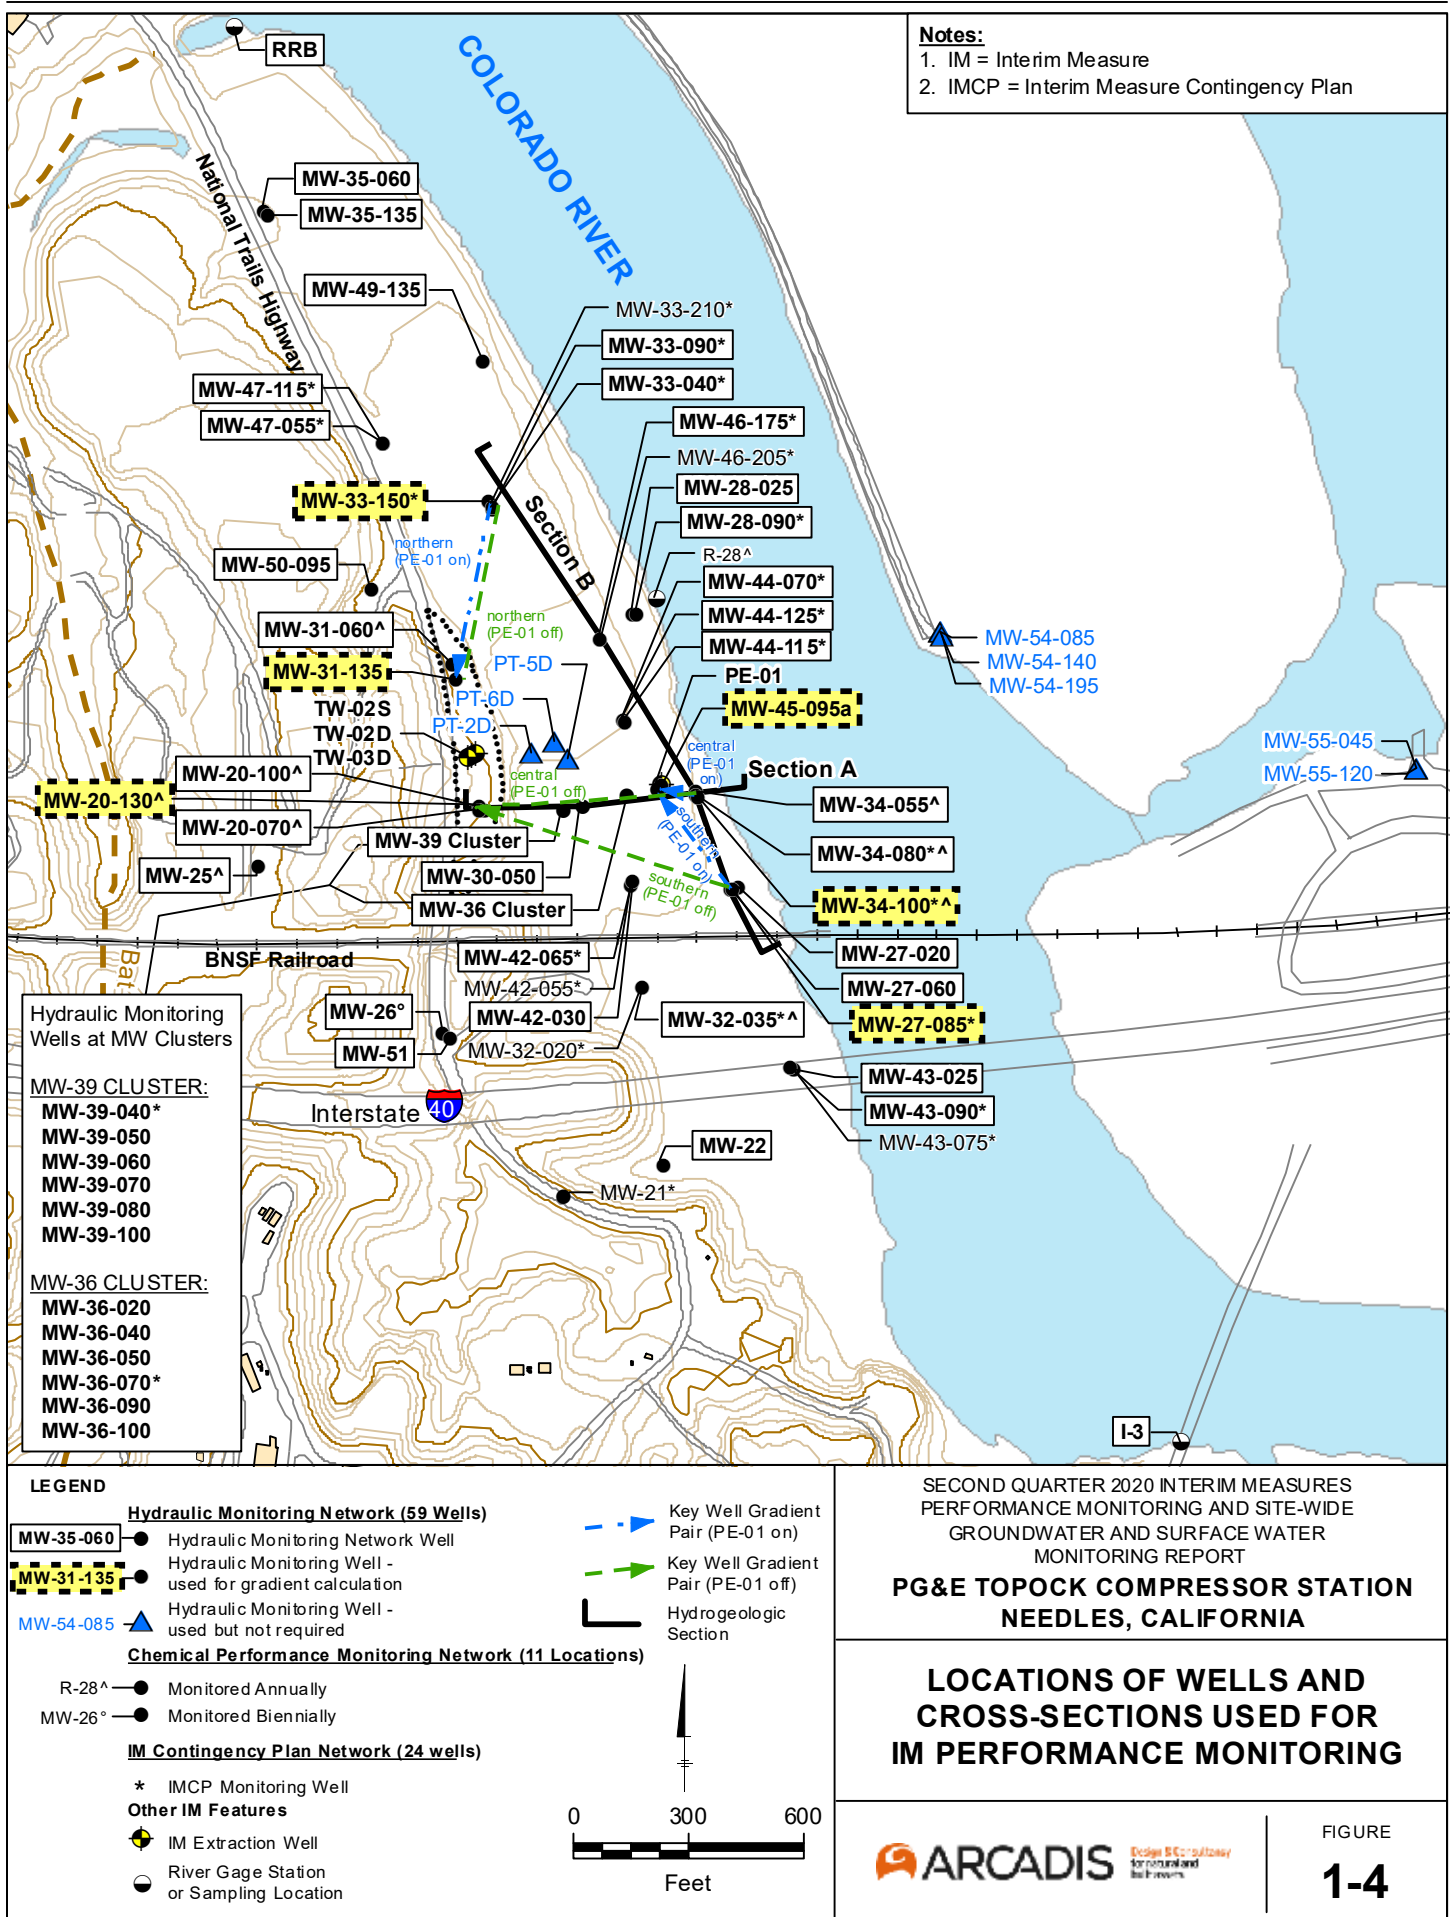 Notes:
1. IM = Interim Measure
2. IMCP = Interim Measure Contingency Plan
RRB
COLORADO RIVER
National Trails Highway
MW-35-060
MW-35-135
MW-49-135
MW-33-210*
MW-33-090*
MW-33-040*
MW-47-115*
MW-47-055*
MW-46-175*
MW-46-205*
MW-28-025
MW-28-090*
MW-33-150*
Section B
northern
(PE-01 on)
R-28^
MW-50-095
MW-44-070*
MW-44-125*
MW-44-115*
northern
(PE-01 off)
MW-31-060^
MW-31-135
PT-5D
PT-6D
PT-2D
PE-01
MW-45-095a
MW-54-085
MW-54-140
MW-54-195
TW-02S
TW-02D
TW-03D
central
(PE-01
on)
Section A
MW-55-045
MW-55-120
MW-20-100^
MW-20-130^
MW-20-070^
central
(PE-01 off)
MW-34-055^
MW-39 Cluster
southern
(PE-01 on)
MW-34-080*^
MW-25^
MW-30-050
southern
(PE-01 off)
MW-36 Cluster
MW-34-100*^
BNSF Railroad
Bat
MW-42-065*
MW-42-055*
MW-42-030
MW-27-020
MW-27-060
MW-27-085*
MW-26°
MW-51
MW-32-035*^
MW-32-020*
Interstate 40
MW-43-025
MW-43-090*
MW-43-075*
MW-22
MW-21*
I-3
Hydraulic Monitoring
Wells at MW Clusters
MW-39 CLUSTER:
MW-39-040*
MW-39-050
MW-39-060
MW-39-070
MW-39-080
MW-39-100
MW-36 CLUSTER:
MW-36-020
MW-36-040
MW-36-050
MW-36-070*
MW-36-090
MW-36-100
LEGEND
Hydraulic Monitoring Network (59 Wells)
MW-35-060 Hydraulic Monitoring Network Well
MW-31-135 Hydraulic Monitoring Well -
used for gradient calculation
MW-54-085 Hydraulic Monitoring Well -
used but not required
Chemical Performance Monitoring Network (11 Locations)
R-28^ Monitored Annually
MW-26° Monitored Biennially
IM Contingency Plan Network (24 wells)
* IMCP Monitoring Well
Other IM Features
IM Extraction Well
River Gage Station
or Sampling Location
Key Well Gradient
Pair (PE-01 on)
Key Well Gradient
Pair (PE-01 off)
Hydrogeologic
Section
0 300 600
Feet
SECOND QUARTER 2020 INTERIM MEASURES
PERFORMANCE MONITORING AND SITE-WIDE
GROUNDWATER AND SURFACE WATER
MONITORING REPORT
PG&E TOPOCK COMPRESSOR STATION
NEEDLES, CALIFORNIA
LOCATIONS OF WELLS AND
CROSS-SECTIONS USED FOR
IM PERFORMANCE MONITORING
ARCADIS
Design & Consultancy
for natural and
built assets
FIGURE
1-4